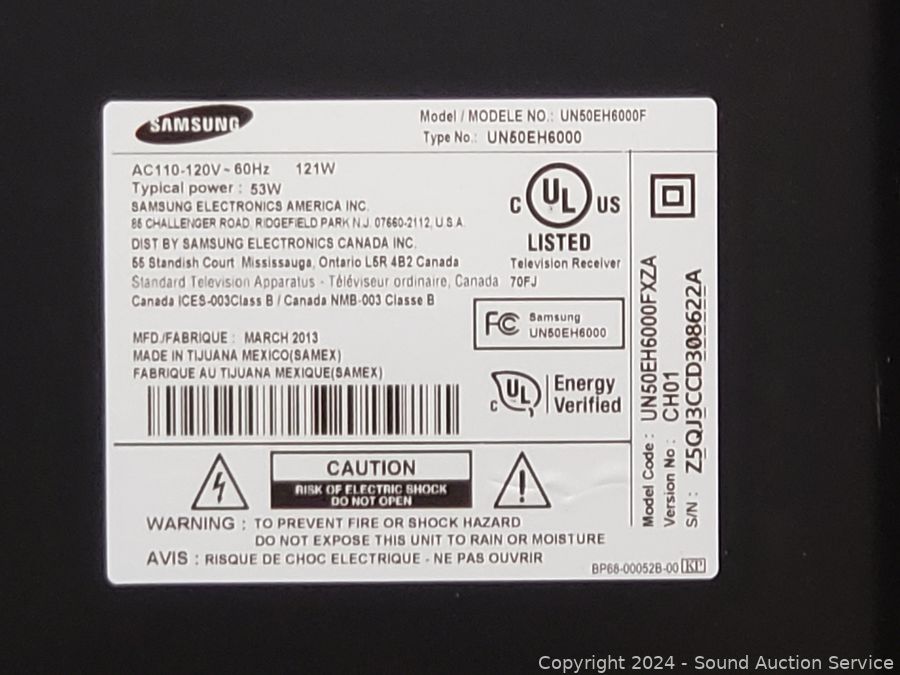 SAMSUNG
Model / MODELE NO.: UN50EH6000F
Type No.: UN50EH6000
AC110-120V ~ 60Hz 121W
Typical power : 53W
SAMSUNG ELECTRONICS AMERICA INC.
85 CHALLENGER ROAD, RIDGEFIELD PARK N.J. 07660-2112, U.S.A.
DIST BY SAMSUNG ELECTRONICS CANADA INC.
55 Standish Court Mississauga, Ontario L5R 4B2 Canada
Standard Television Apparatus - Téléviseur ordinaire, Canada
Canada ICES-003Class B / Canada NMB-003 Classe B
C UL US
LISTED
Television Receiver
70FJ
FC Samsung
UN50EH6000
MFD./FABRIQUE : MARCH 2013
MADE IN TIJUANA MEXICO(SAMEX)
FABRIQUE AU TIJUANA MEXIQUE(SAMEX)
C UL Energy
Verified
Model Code : UN50EH6000FXZA
Version No : CH01
S/N : Z5QJ3CCD308622A
CAUTION
RISK OF ELECTRIC SHOCK
DO NOT OPEN
WARNING : TO PREVENT FIRE OR SHOCK HAZARD
DO NOT EXPOSE THIS UNIT TO RAIN OR MOISTURE
AVIS : RISQUE DE CHOC ELECTRIQUE - NE PAS OUVRIR
BP68-00052B-00 KP
Copyright 2024 - Sound Auction Service